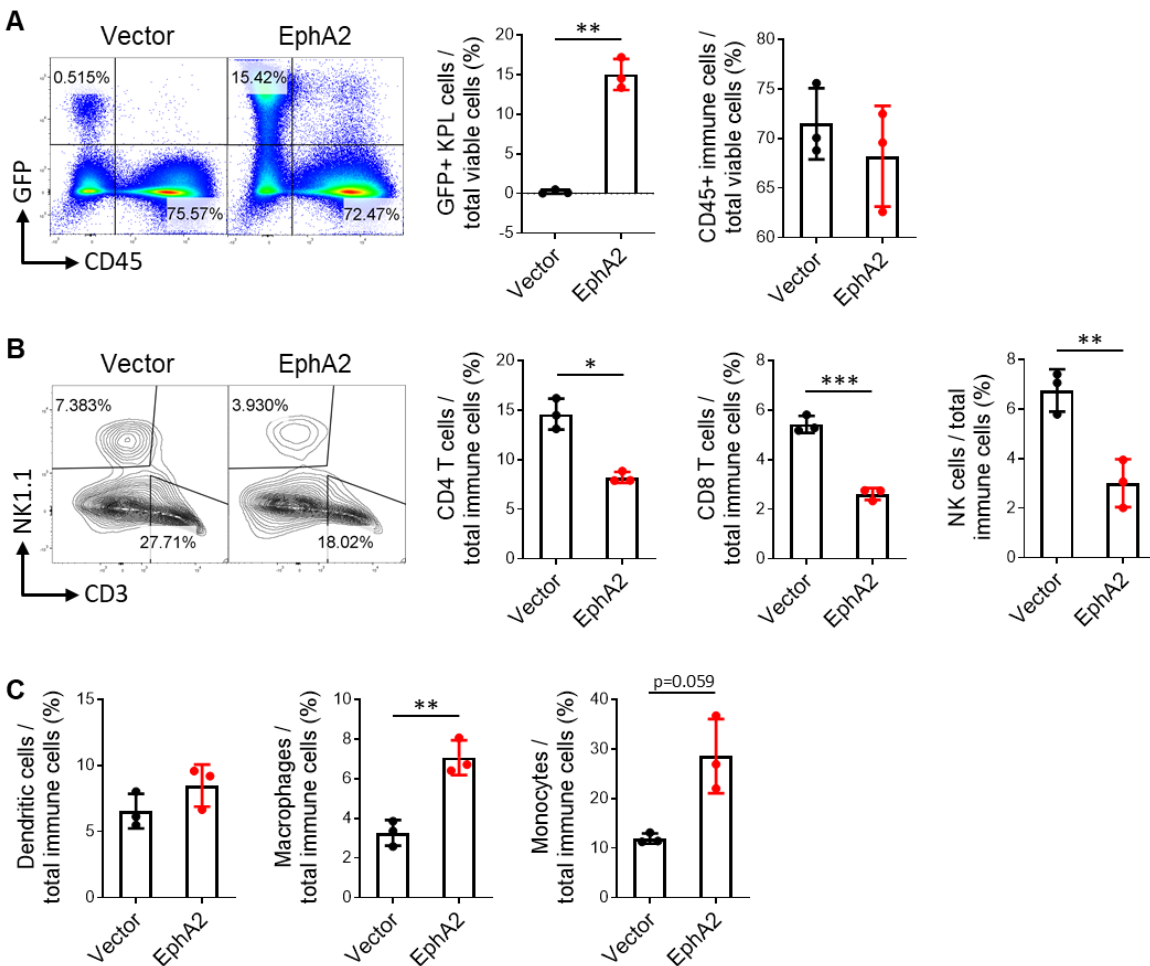 A
Vector
EphA2
0.515%
15.42%
75.57%
72.47%
GFP
CD45
GFP+ KPL cells /
total viable cells (%)
20
15
10
5
0
-5
**
Vector
EphA2
CD45+ immune cells /
total viable cells (%)
80
75
70
65
60
Vector
EphA2
B
Vector
EphA2
7.383%
3.930%
27.71%
18.02%
NK1.1
CD3
CD4 T cells /
total immune cells (%)
20
15
10
5
0
*
Vector
EphA2
CD8 T cells /
total immune cells (%)
8
6
4
2
0
***
Vector
EphA2
NK cells / total
immune cells (%)
8
6
4
2
0
**
Vector
EphA2
C
Dendritic cells /
total immune cells (%)
15
10
5
0
Vector
EphA2
Macrophages /
total immune cells (%)
10
8
6
4
2
0
**
Vector
EphA2
Monocytes /
total immune cells (%)
40
30
20
10
0
p=0.059
Vector
EphA2